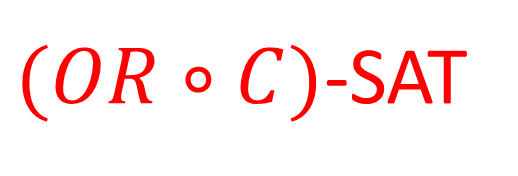 (OR ∘ C)-SAT